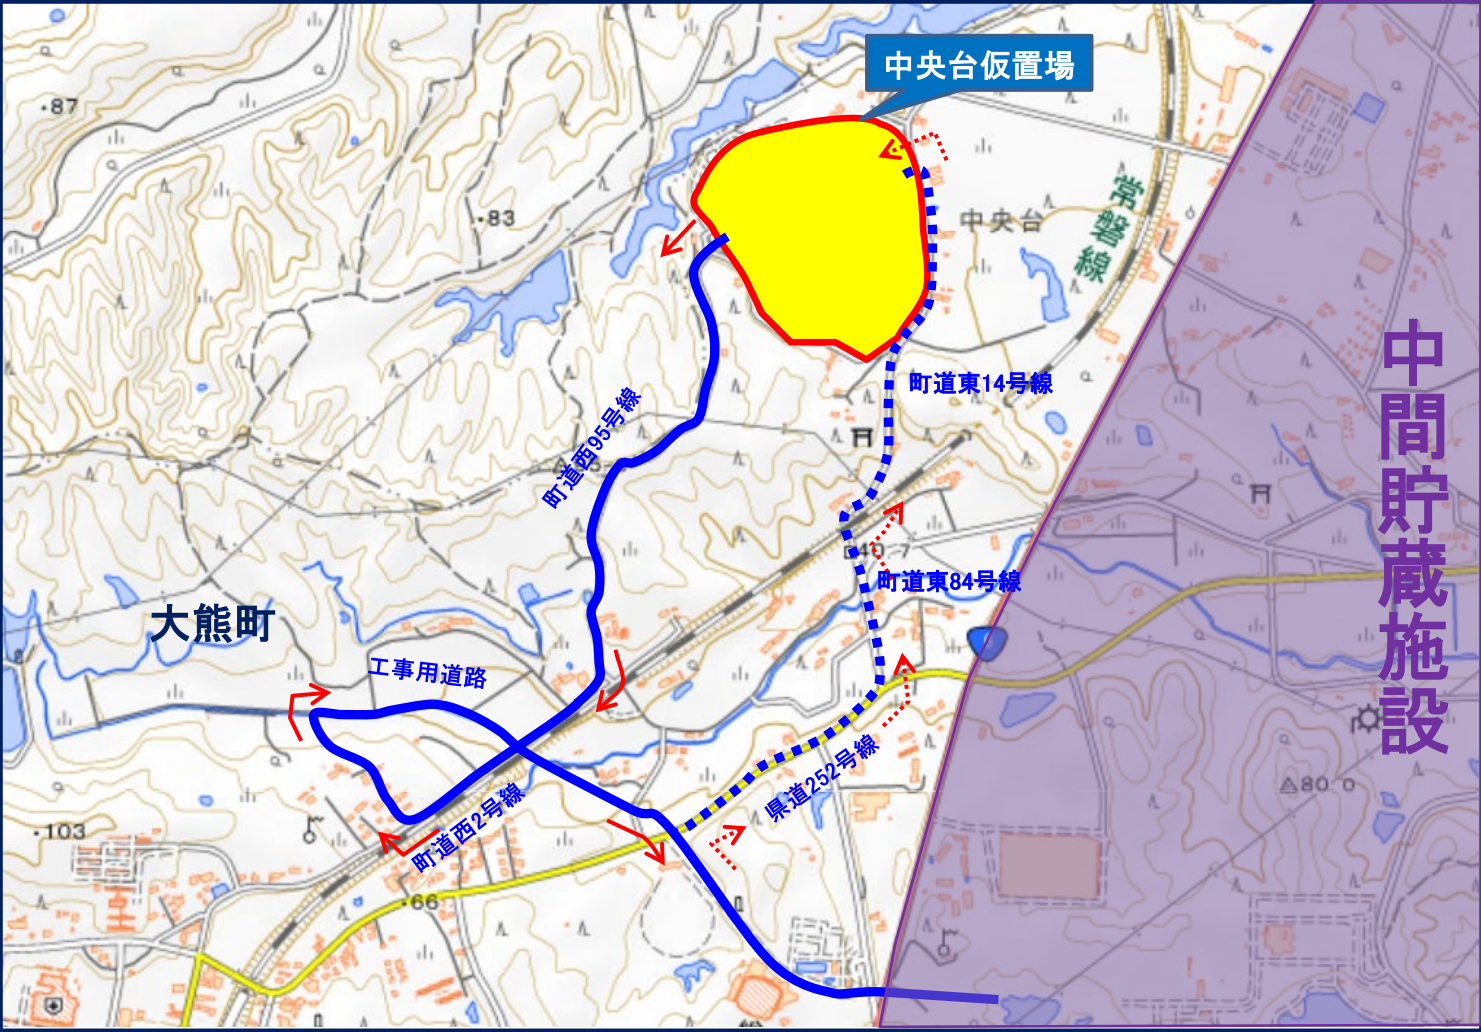 中央台仮置場
・87
・83
中央台
常磐線
町道東14号線
町道西95号線
町道東84号線
40.7
大熊町
工事用道路
県道252号線
町道西2号線
中間貯蔵施設
80.0
・103
・66